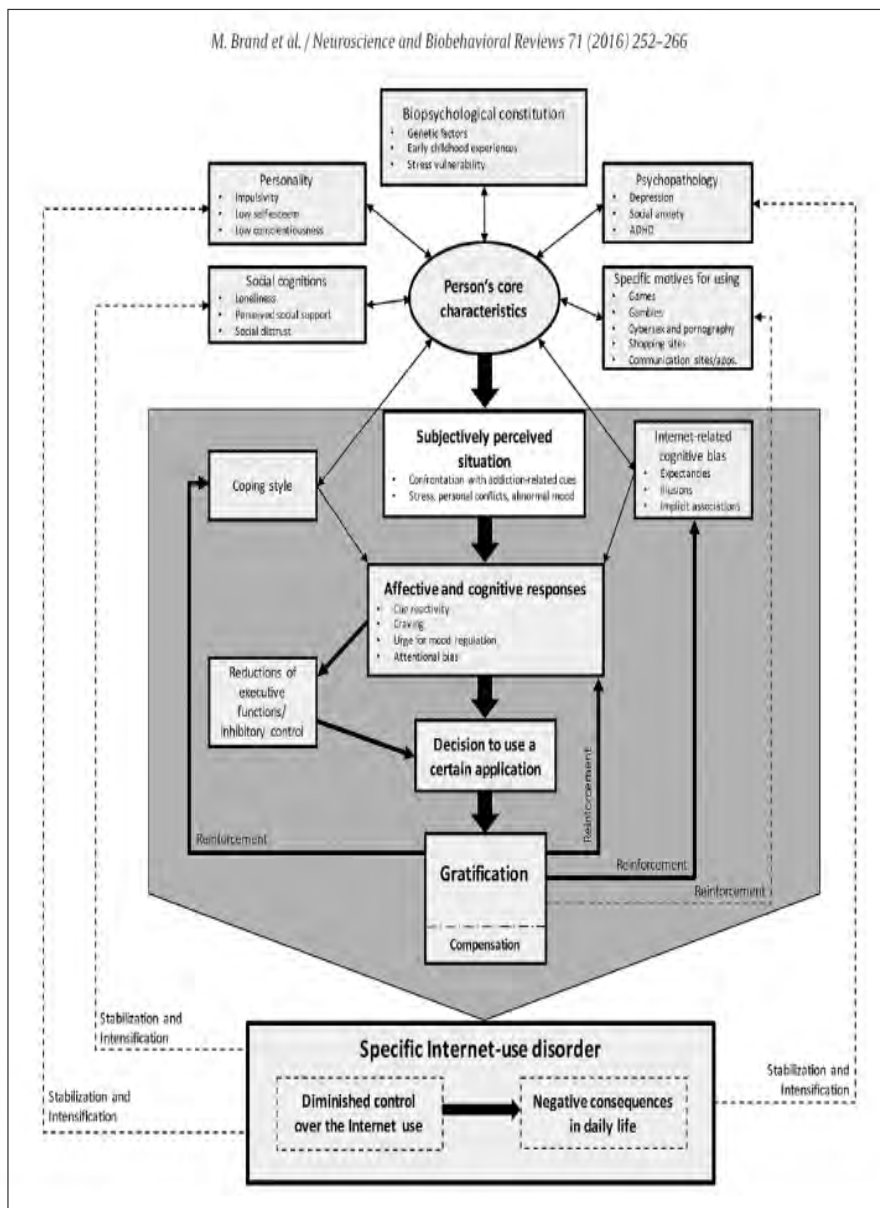 M. Brand et al. / Neuroscience and Biobehavioral Reviews 71 (2016) 252–266
Biopsychological constitution
• Genetic factors
• Early childhood experiences
• Stress vulnerability
Personality
• Impulsivity
• Low selfesteem
• Low conscientiousness
Psychopathology
• Depression
• Social anxiety
• ADHD
Social cognitions
• Loneliness
• Perceived social support
• Social distrust
Person's core
characteristics
Specific motives for using
• Games
• Gambles
• Cybersex and pornography
• Shopping sites
• Communication sites/apps.
Subjectively perceived
situation
• Confrontation with addiction-related cues
• Stress, personal conflicts, abnormal mood
Coping style
Internet-related
cognitive bias
• Expectancies
• Illusions
• Implicit associations
Affective and cognitive responses
• Cue reactivity
• Craving
• Urge for mood regulation
• Attentional bias
Reductions of
executive
functions/
inhibitory control
Decision to use a
certain application
Reinforcement
Reinforcement
Gratification
Reinforcement
Reinforcement
Compensation
Stabilization and
Intensification
Specific Internet-use disorder
Stabilization and
Intensification
Stabilization and
Intensification
Diminished control
over the Internet use
Negative consequences
in daily life